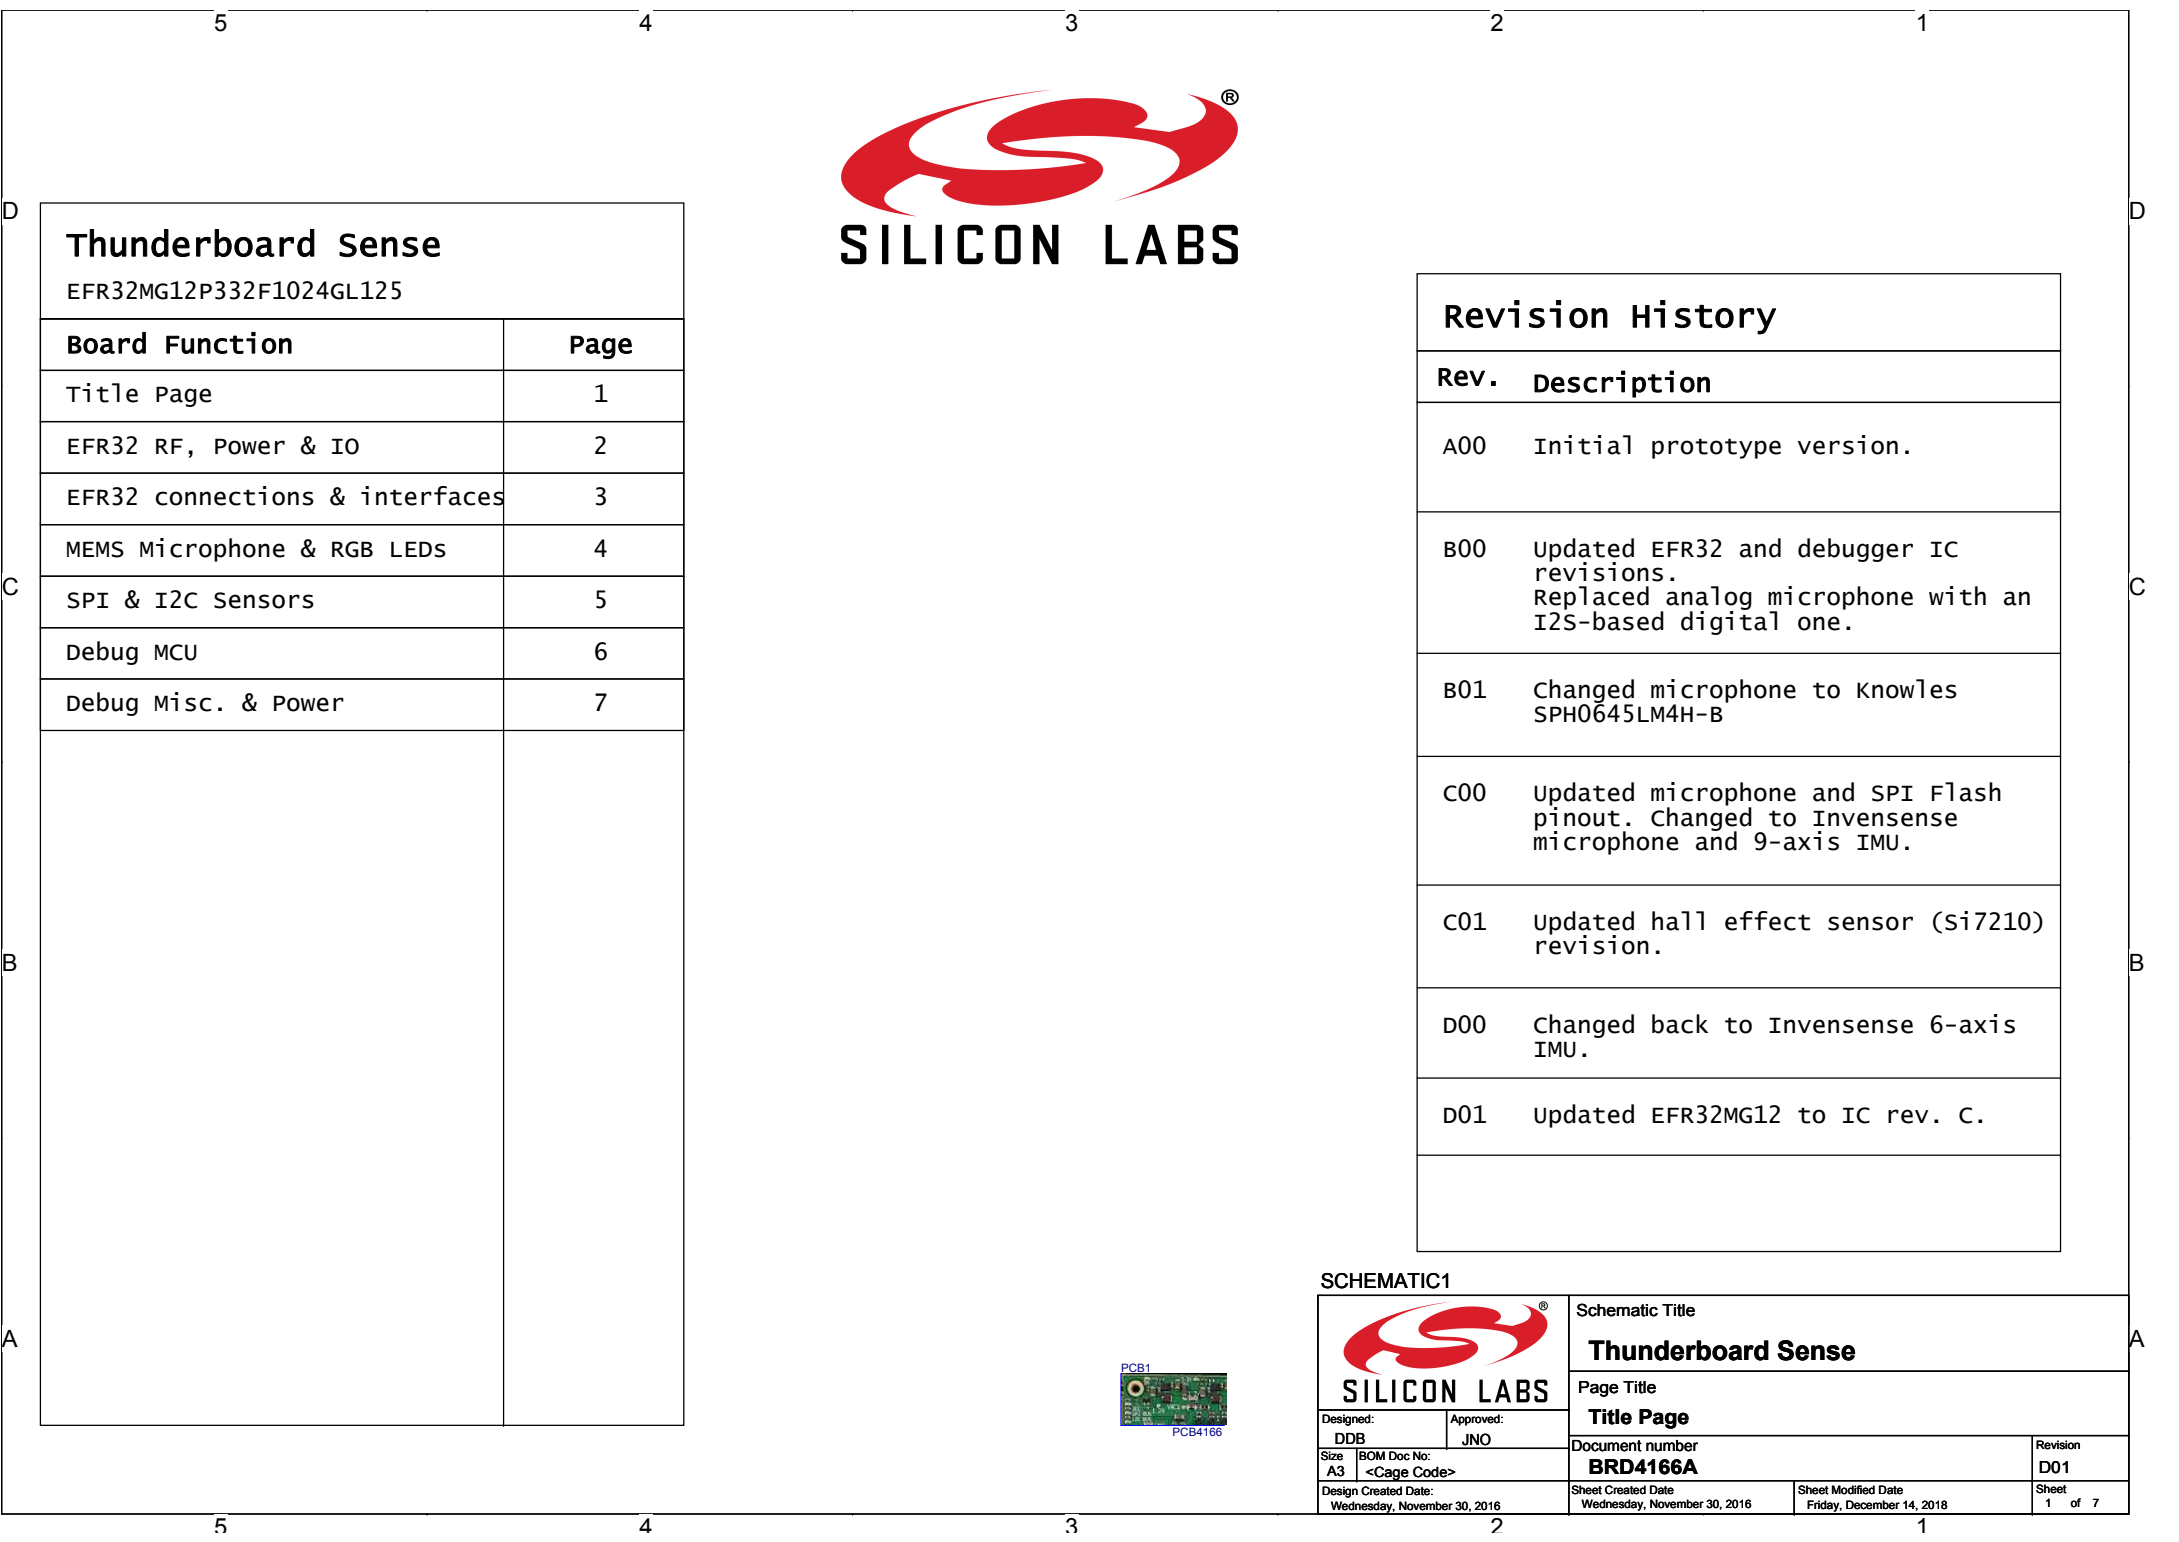 5 4 3 2 1
®
SILICON LABS
D D
Thunderboard Sense
EFR32MG12P332F1024GL125
Board Function Page
Title Page 1
EFR32 RF, Power & IO 2
EFR32 connections & interfaces 3
MEMS Microphone & RGB LEDs 4
SPI & I2C Sensors 5
Debug MCU 6
Debug Misc. & Power 7
Revision History
Rev. Description
A00 Initial prototype version.
B00 Updated EFR32 and debugger IC
revisions.
Replaced analog microphone with an
I2S-based digital one.
C C
B01 Changed microphone to Knowles
SPH0645LM4H-B
C00 Updated microphone and SPI Flash
pinout. Changed to Invensense
microphone and 9-axis IMU.
C01 Updated hall effect sensor (Si7210)
revision.
B B
D00 Changed back to Invensense 6-axis
IMU.
D01 Updated EFR32MG12 to IC rev. C.
A A
PCB1
PCB4166
SCHEMATIC1
®
SILICON LABS
Schematic Title
Thunderboard Sense
Page Title
Title Page
Designed:
DDB
Approved:
JNO
Size
A3
BOM Doc No:
<Cage Code>
Document number
BRD4166A
Revision
D01
Design Created Date:
Wednesday, November 30, 2016
Sheet Created Date
Wednesday, November 30, 2016
Sheet Modified Date
Friday, December 14, 2018
Sheet
1 of 7
5 4 3 2 1